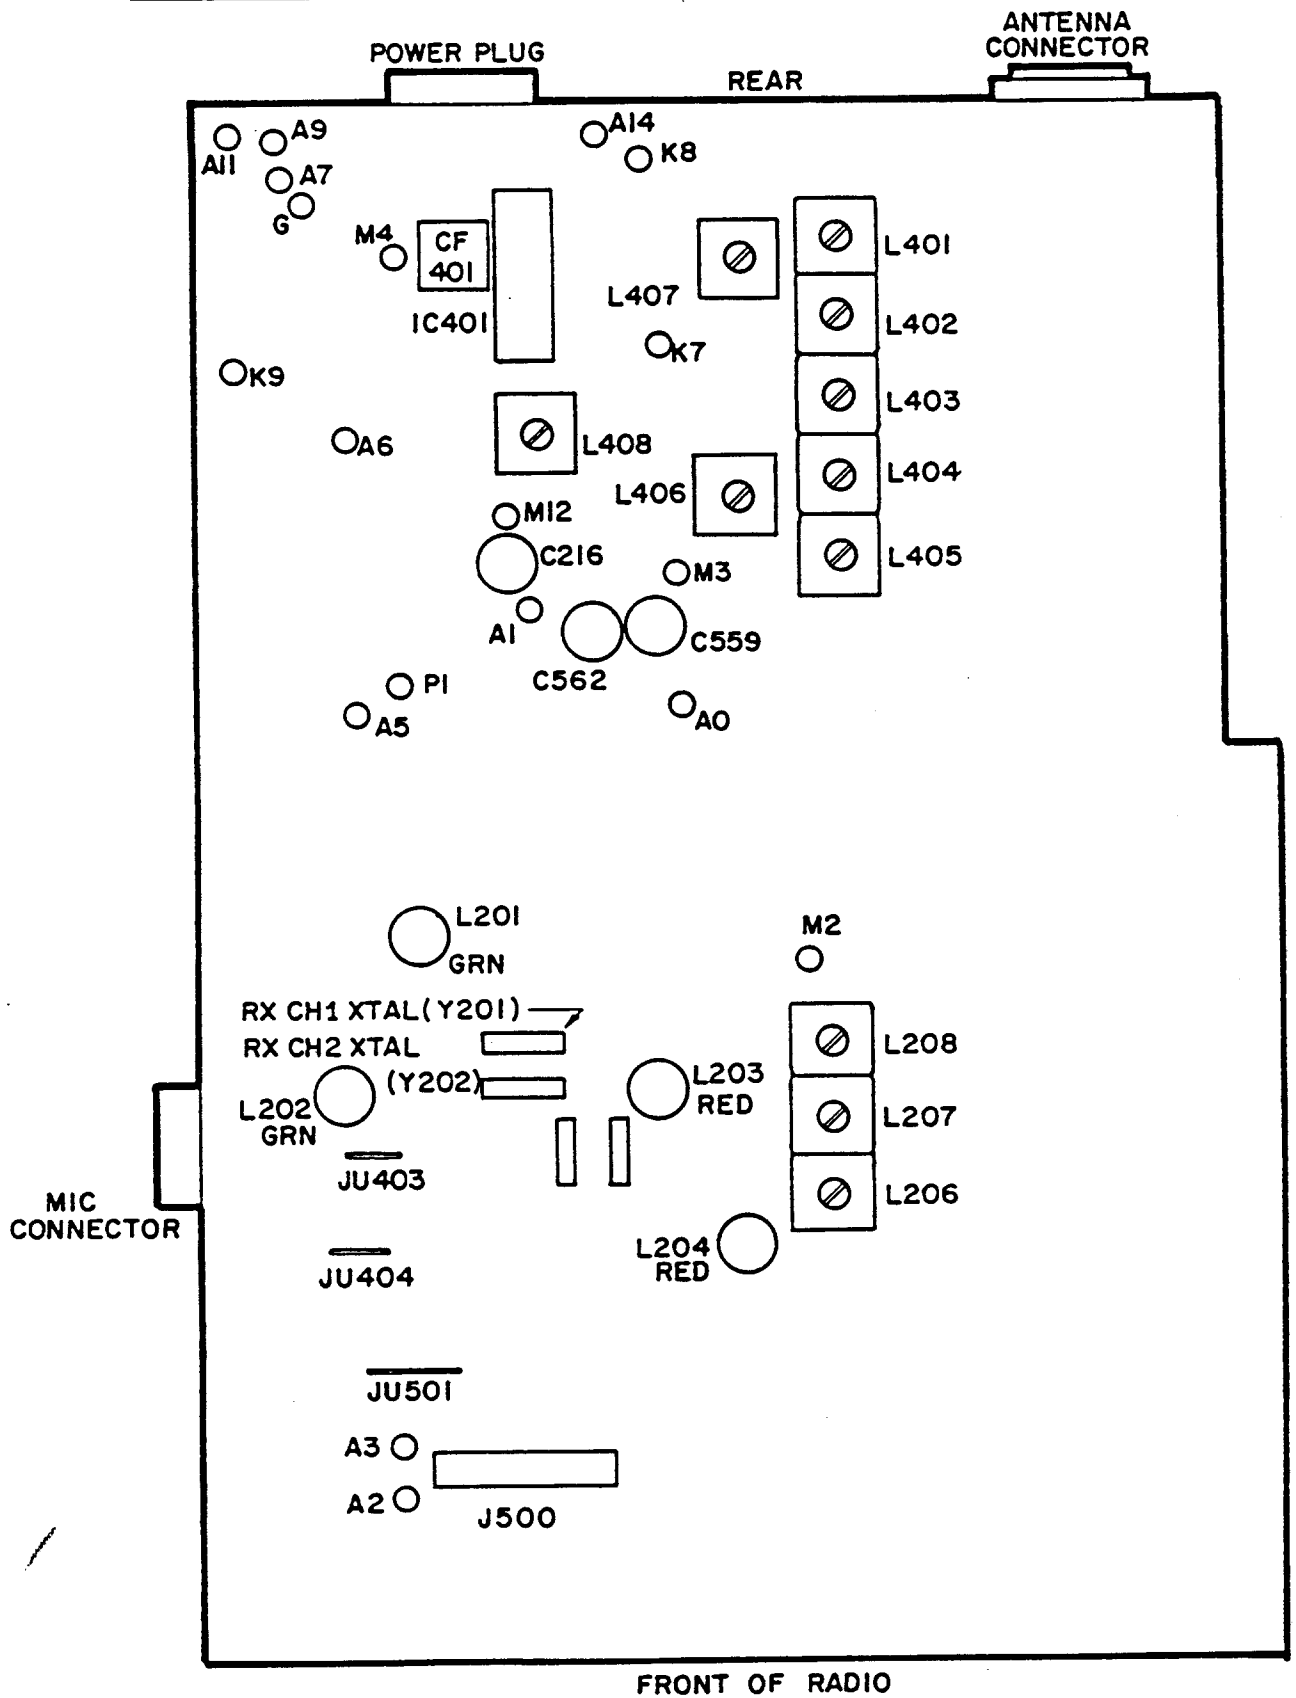 ANTENNA
CONNECTOR
POWER PLUG
REAR
A11
A9
A7
G
A14
K8
M4
CF
401
IC401
L407
L401
L402
K7
K9
L403
A6
L408
L406
L404
M12
C216
M3
L405
A1
C562
C559
P1
A5
A0
L201
GRN
M2
RX CH1 XTAL(Y201)
RX CH2 XTAL
(Y202)
L208
L203
RED
L202
GRN
L207
JU403
L206
MIC
CONNECTOR
L204
RED
JU404
JU501
A3
A2
J500
FRONT OF RADIO